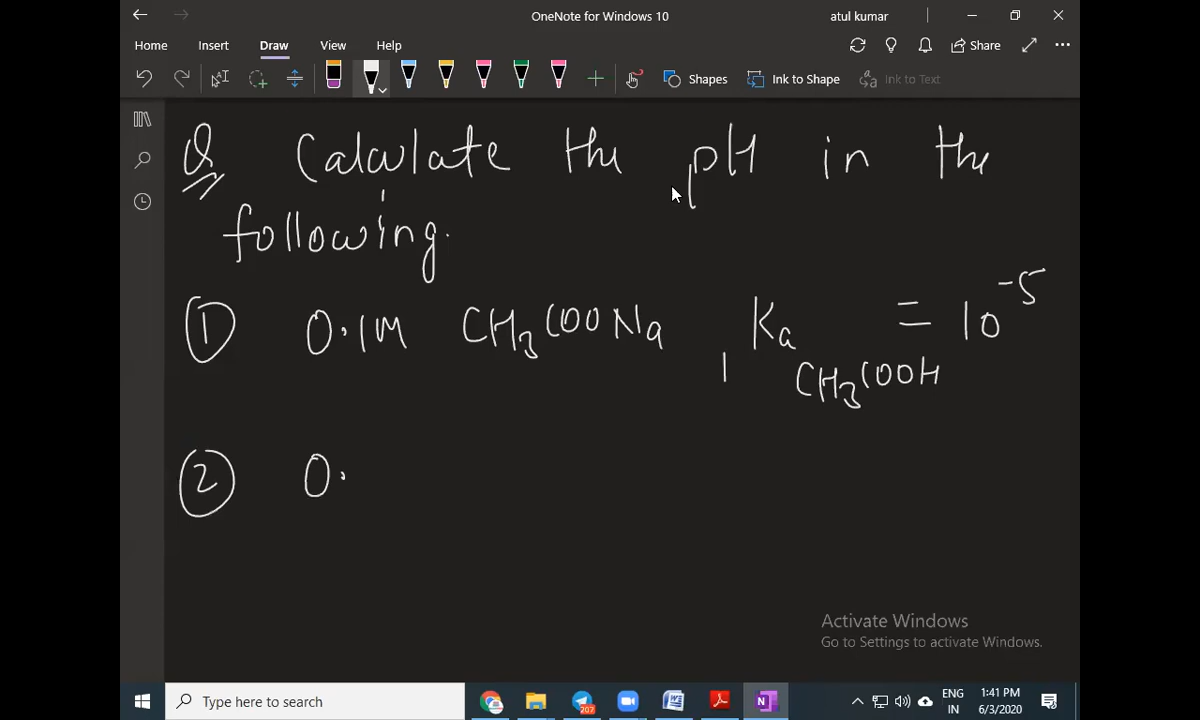 OneNote for Windows 10
atul kumar
Home Insert Draw View Help
Share
Shapes Ink to Shape Ink to Text
Q Calculate the pH in the
following.
① 0.1M CH₃COONa , Ka CH₃COOH = 10⁻⁵
② 0.
Activate Windows
Go to Settings to activate Windows.
Type here to search
207
ENG
IN
1:41 PM
6/3/2020